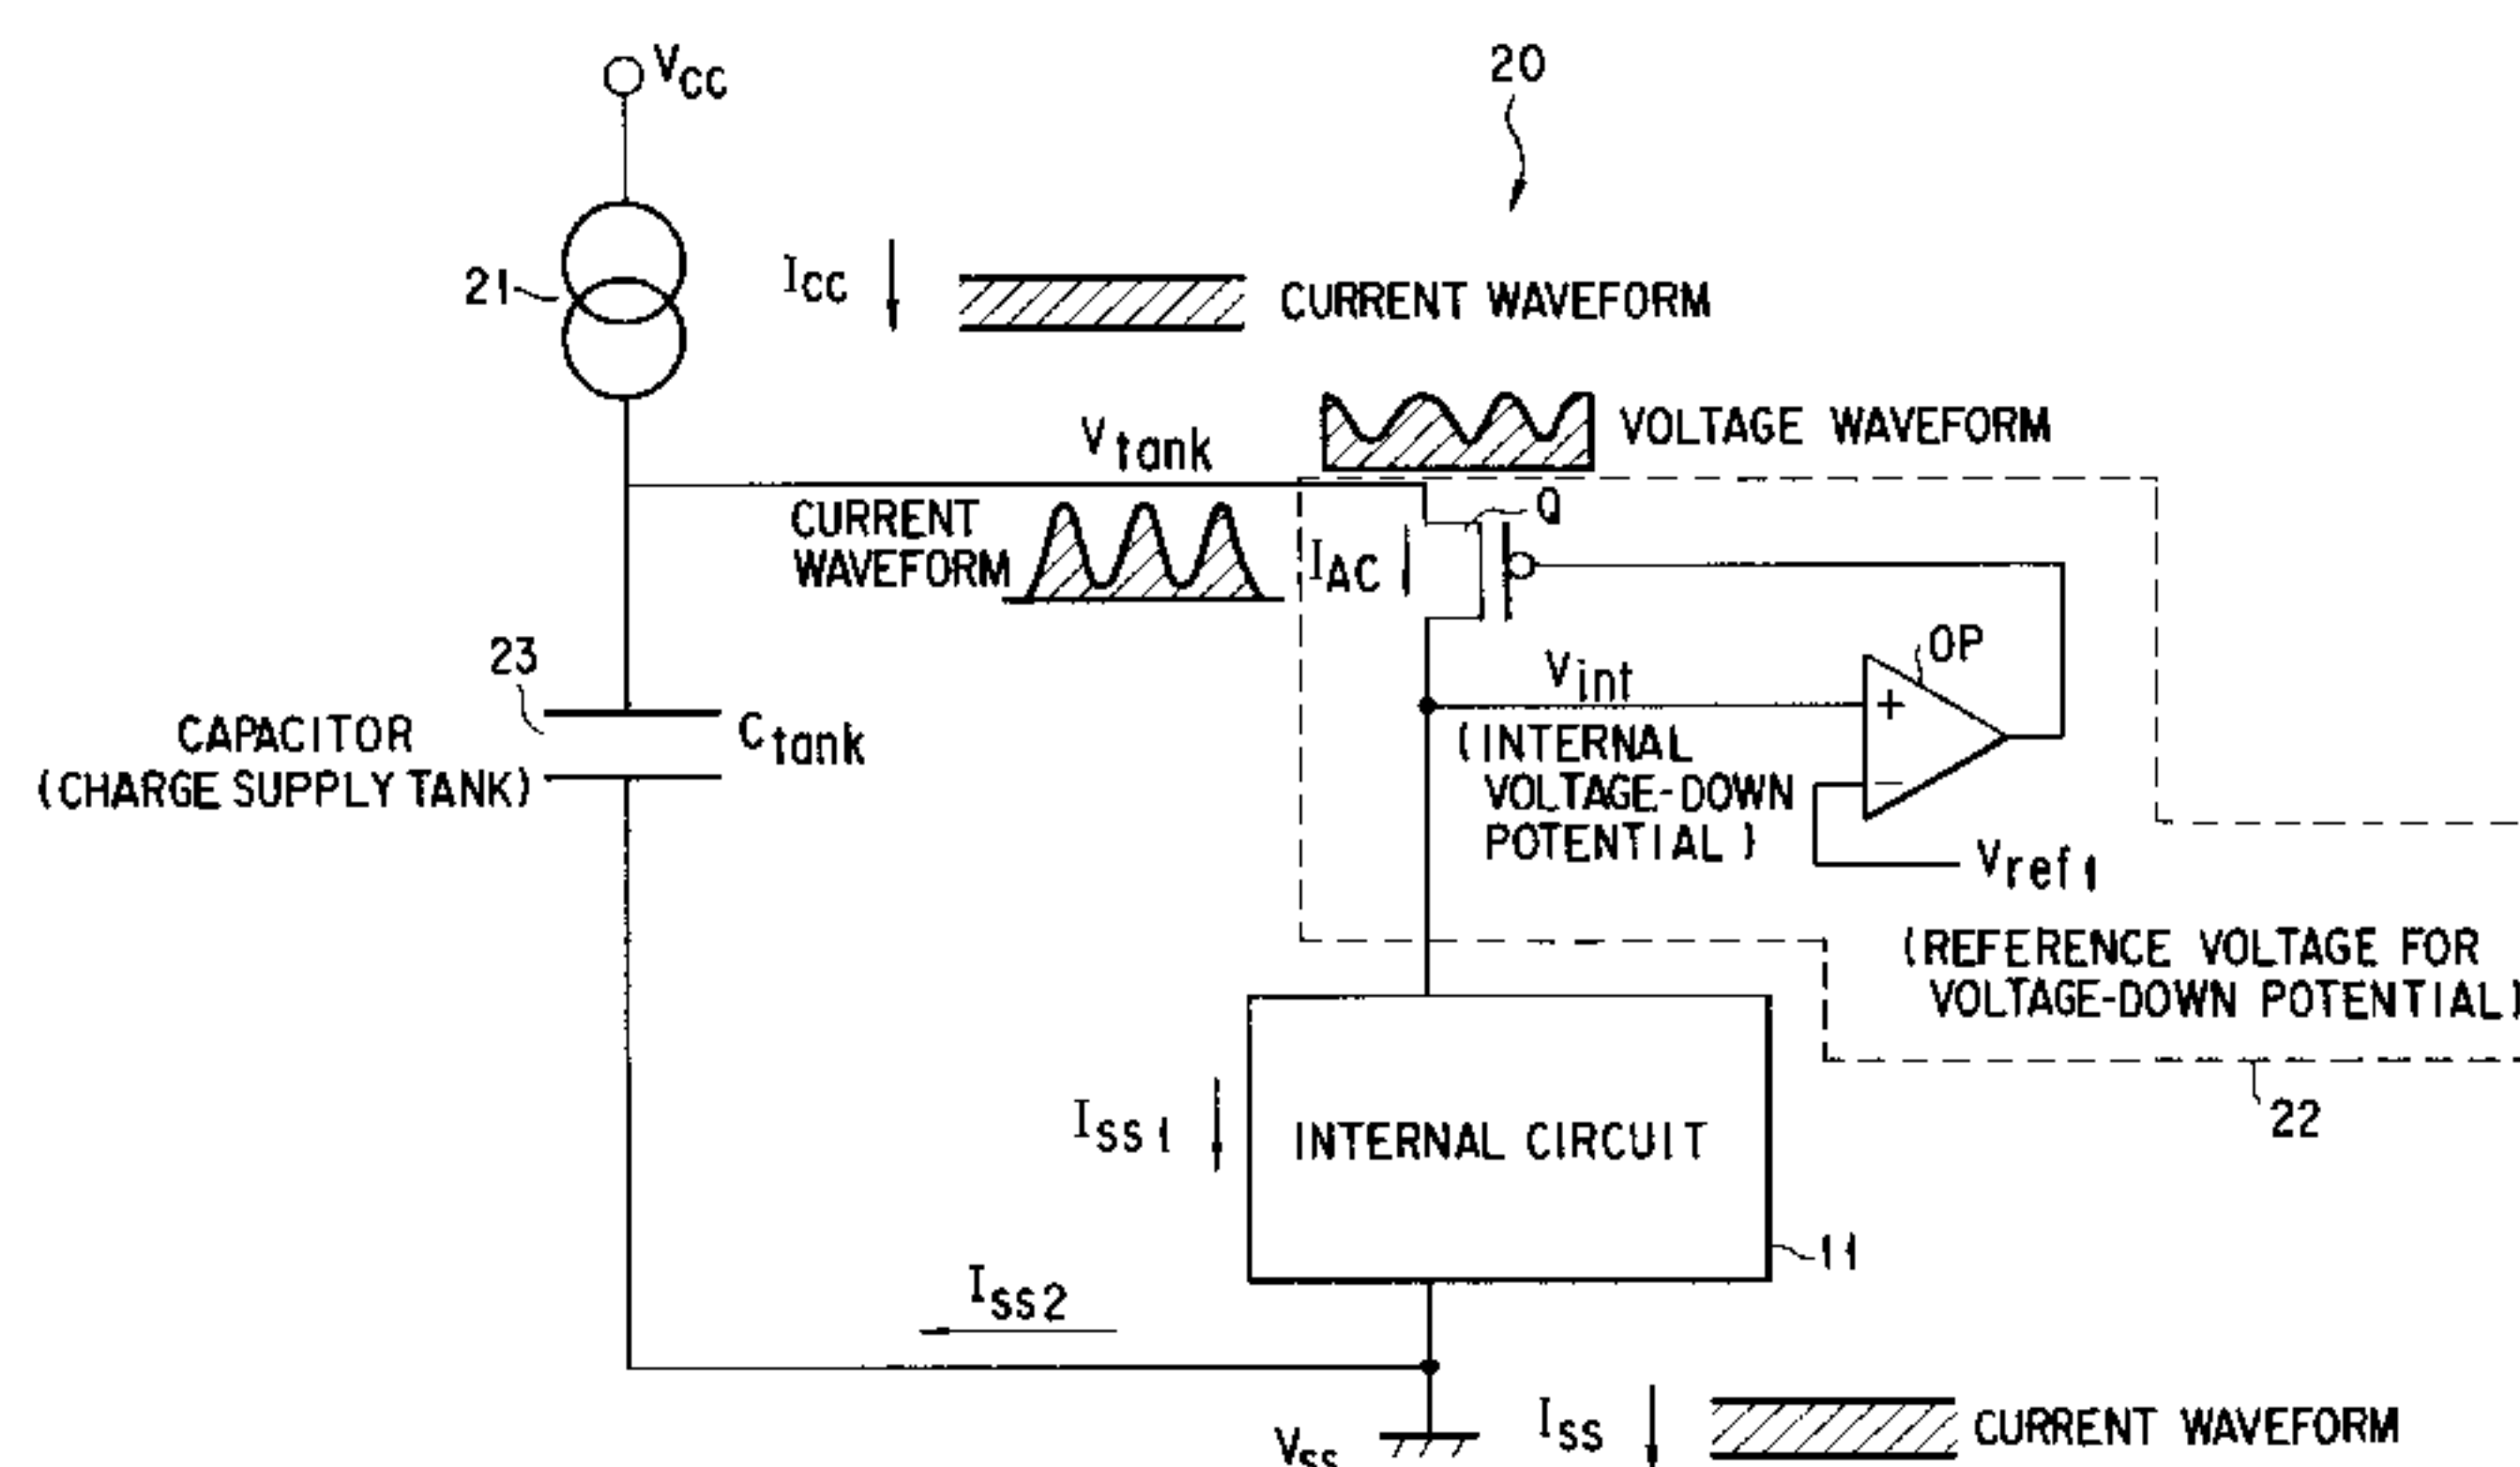 VCC
20
21
ICC
CURRENT WAVEFORM
VOLTAGE WAVEFORM
Vtank
CURRENT
WAVEFORM
Q
IAC
23
CAPACITOR
(CHARGE SUPPLY TANK)
Ctank
OP
Vint
+
−
(INTERNAL
VOLTAGE-DOWN
POTENTIAL)
Vref1
(REFERENCE VOLTAGE FOR
VOLTAGE-DOWN POTENTIAL)
22
ISS1
INTERNAL CIRCUIT
11
ISS2
VSS
ISS
CURRENT WAVEFORM